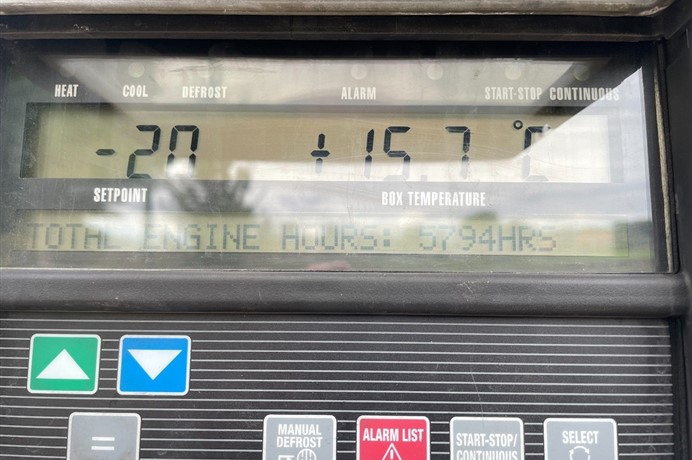 HEAT COOL DEFROST ALARM START-STOP CONTINUOUS
-20 +15.7 °C
SETPOINT BOX TEMPERATURE
TOTAL ENGINE HOURS: 5794HRS
=
MANUAL DEFROST
ALARM LIST
START-STOP/ CONTINUOUS
SELECT